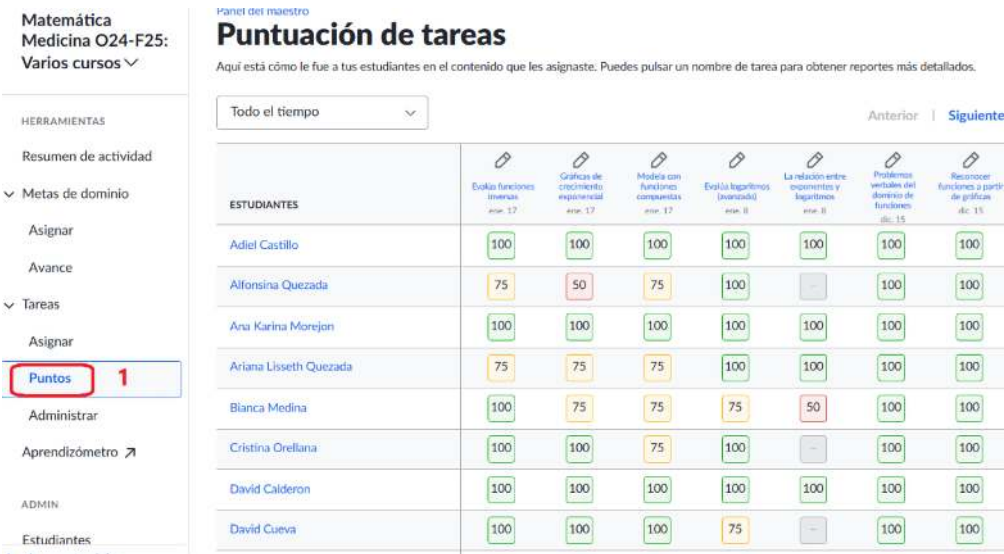 Matemática
Medicina O24-F25:
Varios cursos
HERRAMIENTAS
Resumen de actividad
Metas de dominio
Asignar
Avance
Tareas
Asignar
Puntos 1
Administrar
Aprendizómetro
ADMIN
Estudiantes
Panel del maestro
Puntuación de tareas
Aquí está cómo le fue a tus estudiantes en el contenido que les asignaste. Puedes pulsar un nombre de tarea para obtener reportes más detallados.
Todo el tiempo
Anterior | Siguiente
ESTUDIANTES
Evalúa funciones
inversas
ene. 17
Gráficas de
crecimiento
exponencial
ene. 17
Modela con
funciones
compuestas
ene. 17
Evalúa logaritmos
(avanzado)
ene. 8
La relación entre
exponentes y
logaritmos
ene. 8
Problemas
verbales del
dominio de
funciones
dic. 15
Reconocer
funciones a partir
de gráficas
dic. 15
Adiel Castillo 100 100 100 100 100 100 100
Alfonsina Quezada 75 50 75 100 – 100 100
Ana Karina Morejon 100 100 100 100 100 100 100
Ariana Lisseth Quezada 75 75 75 100 100 100 100
Bianca Medina 100 75 75 75 50 100 100
Cristina Orellana 100 100 75 100 – 100 100
David Calderon 100 100 100 100 100 100 100
David Cueva 100 100 100 75 – 100 100